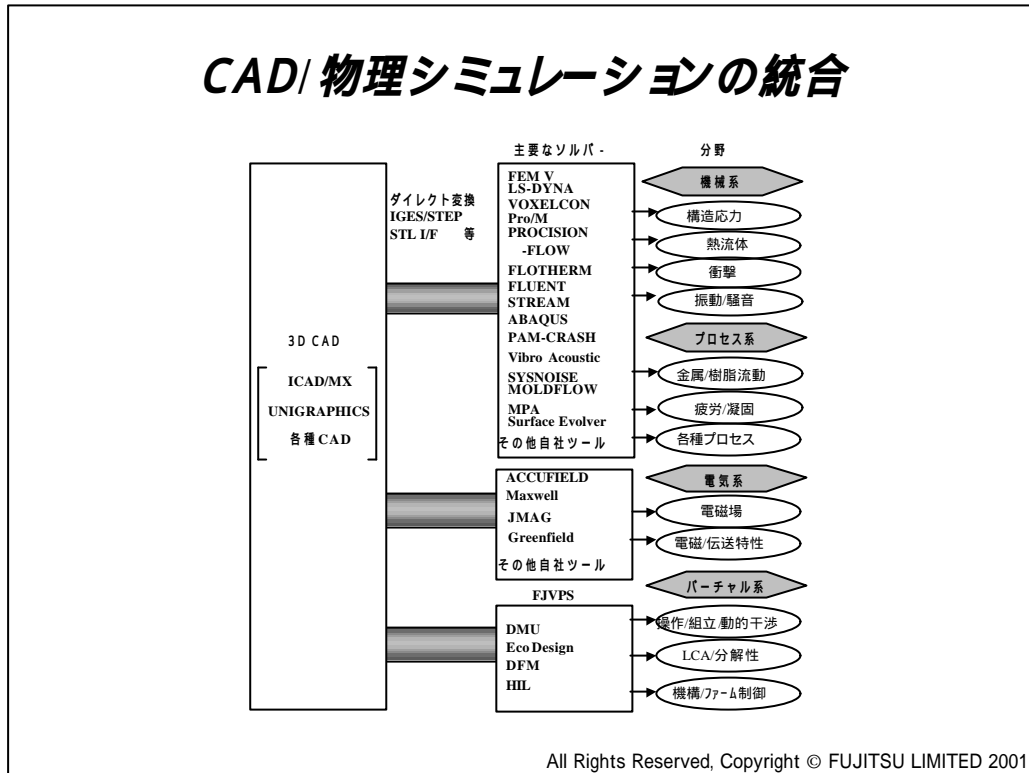 CAD/物理シミュレーションの統合
主要なソルバ-
分野
3D CAD
ICAD/MX
UNIGRAPHICS
各種CAD
ダイレクト変換
IGES/STEP
STL I/F 等
FEM V
LS-DYNA
VOXELCON
Pro/M
PROCISION
-FLOW
FLOTHERM
FLUENT
STREAM
ABAQUS
PAM-CRASH
Vibro Acoustic
SYSNOISE
MOLDFLOW
MPA
Surface Evolver
その他自社ツール
機械系
構造応力
熱流体
衝撃
振動/騒音
プロセス系
金属/樹脂流動
疲労/凝固
各種プロセス
ACCUFIELD
Maxwell
JMAG
Greenfield
その他自社ツール
電気系
電磁場
電磁/伝送特性
FJVPS
DMU
Eco Design
DFM
HIL
バーチャル系
操作/組立/動的干渉
LCA/分解性
機構/ファーム制御
All Rights Reserved, Copyright © FUJITSU LIMITED 2001